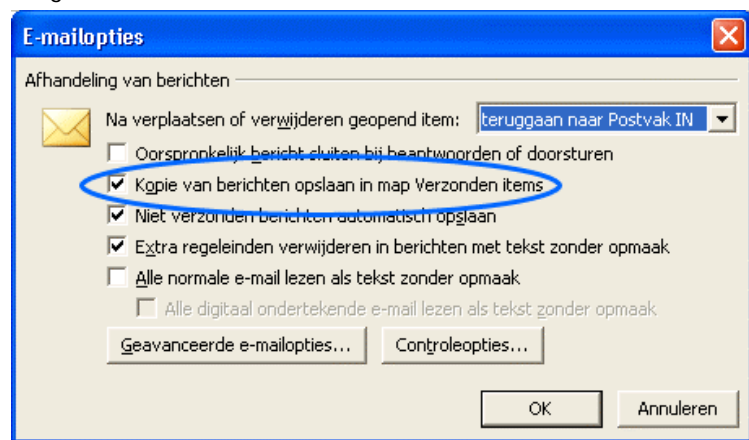 E-mailopties
Afhandeling van berichten
Na verplaatsen of verwijderen geopend item: teruggaan naar Postvak IN
Oorspronkelijk bericht sluiten bij beantwoorden of doorsturen
Kopie van berichten opslaan in map Verzonden items
Niet verzonden berichten automatisch opslaan
Extra regeleinden verwijderen in berichten met tekst zonder opmaak
Alle normale e-mail lezen als tekst zonder opmaak
Alle digitaal ondertekende e-mail lezen als tekst zonder opmaak
Geavanceerde e-mailopties... Controleopties...
OK Annuleren